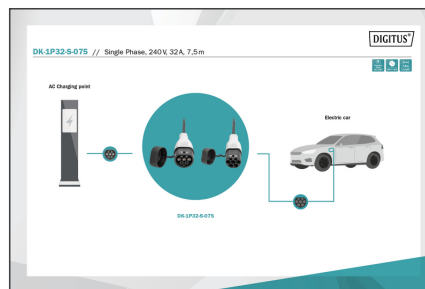 DIGITUS®
DK-1P32-S-075 // Single Phase, 240 V, 32 A, 7,5 m
AC Charging point
Electric car
DK-1P32-S-075